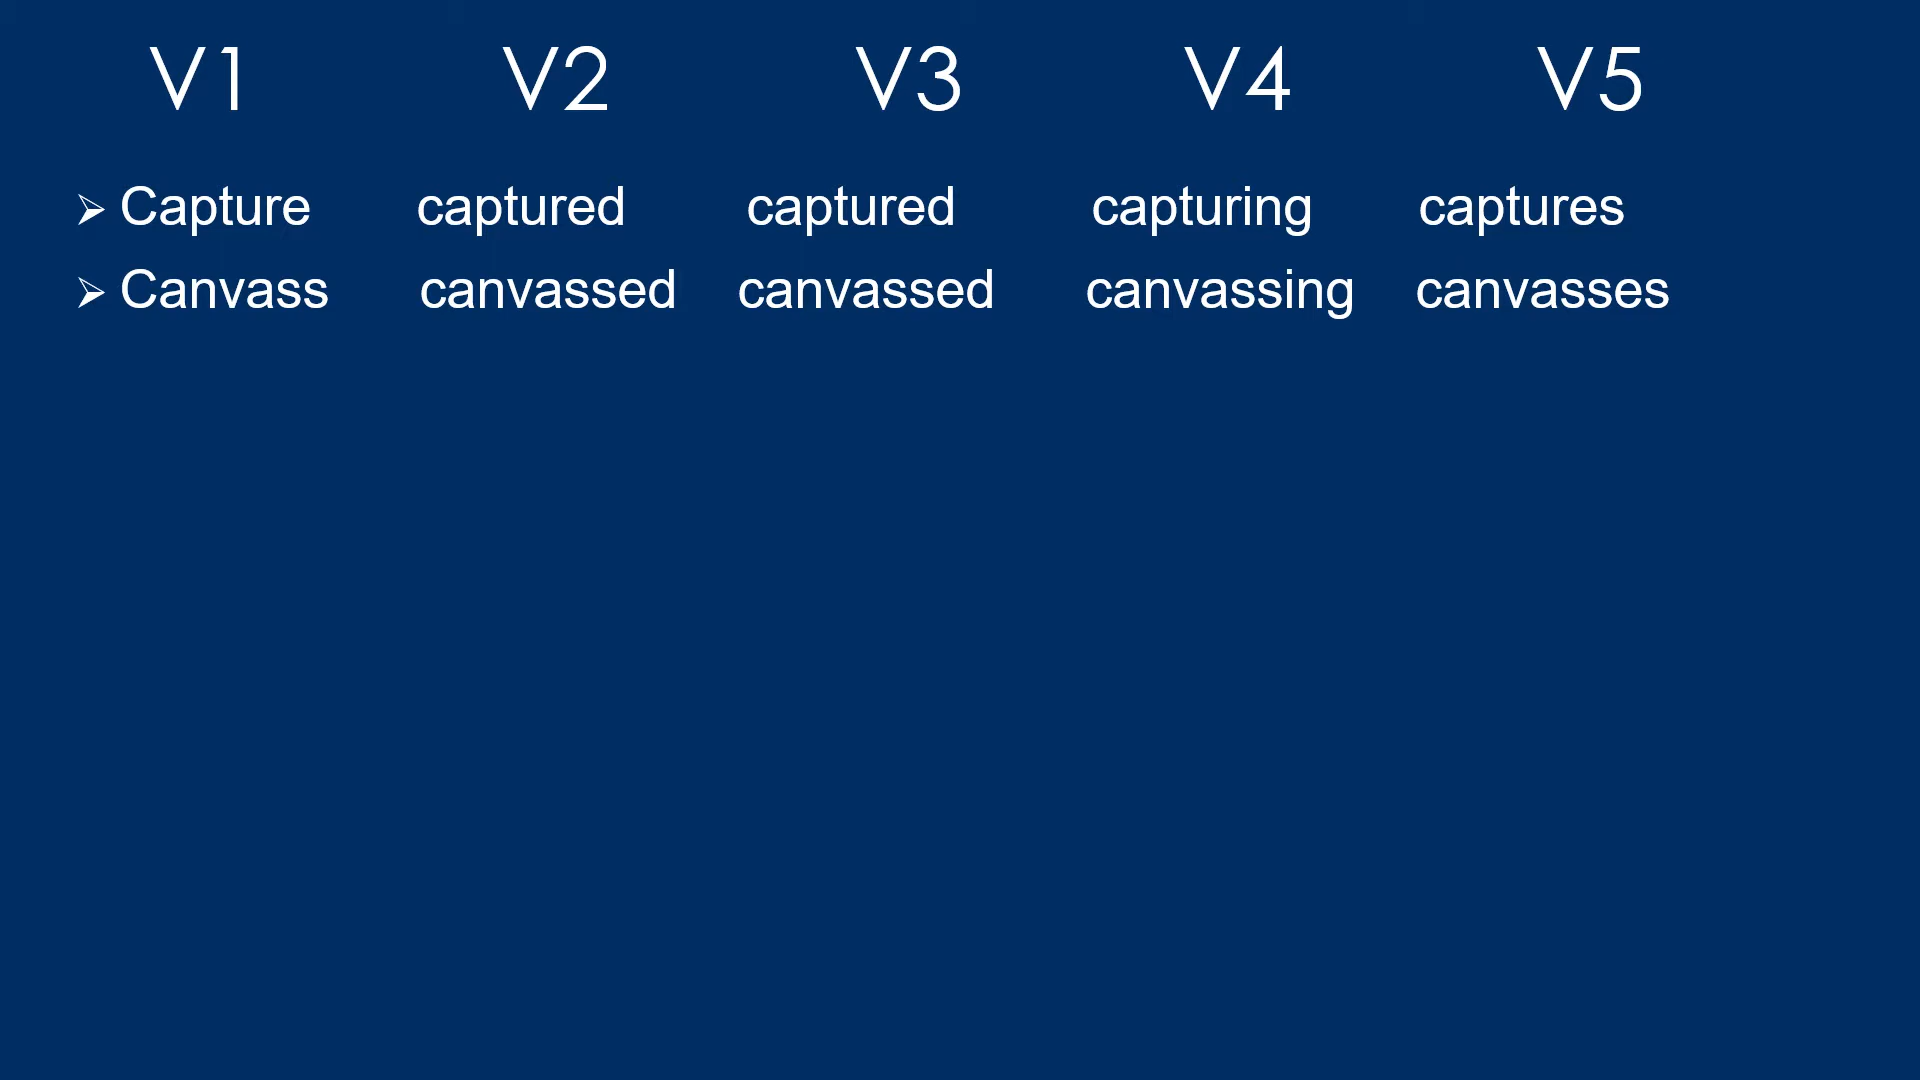 V1 V2 V3 V4 V5
➢ Capture captured captured capturing captures
➢ Canvass canvassed canvassed canvassing canvasses